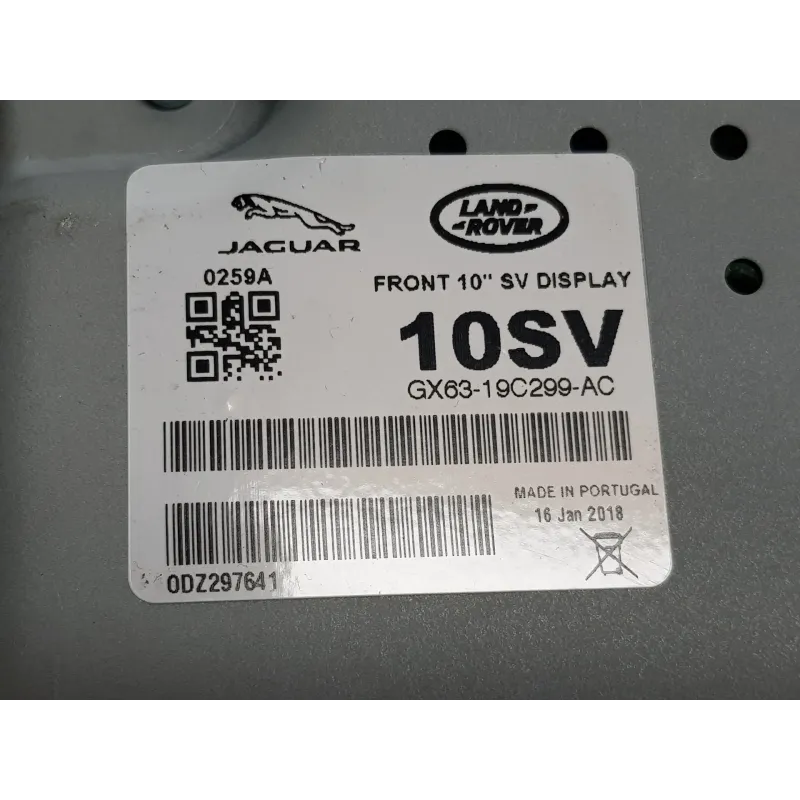 JAGUAR
LAND ROVER
0259A
FRONT 10" SV DISPLAY
10SV
GX63-19C299-AC
MADE IN PORTUGAL
16 Jan 2018
0DZ297641